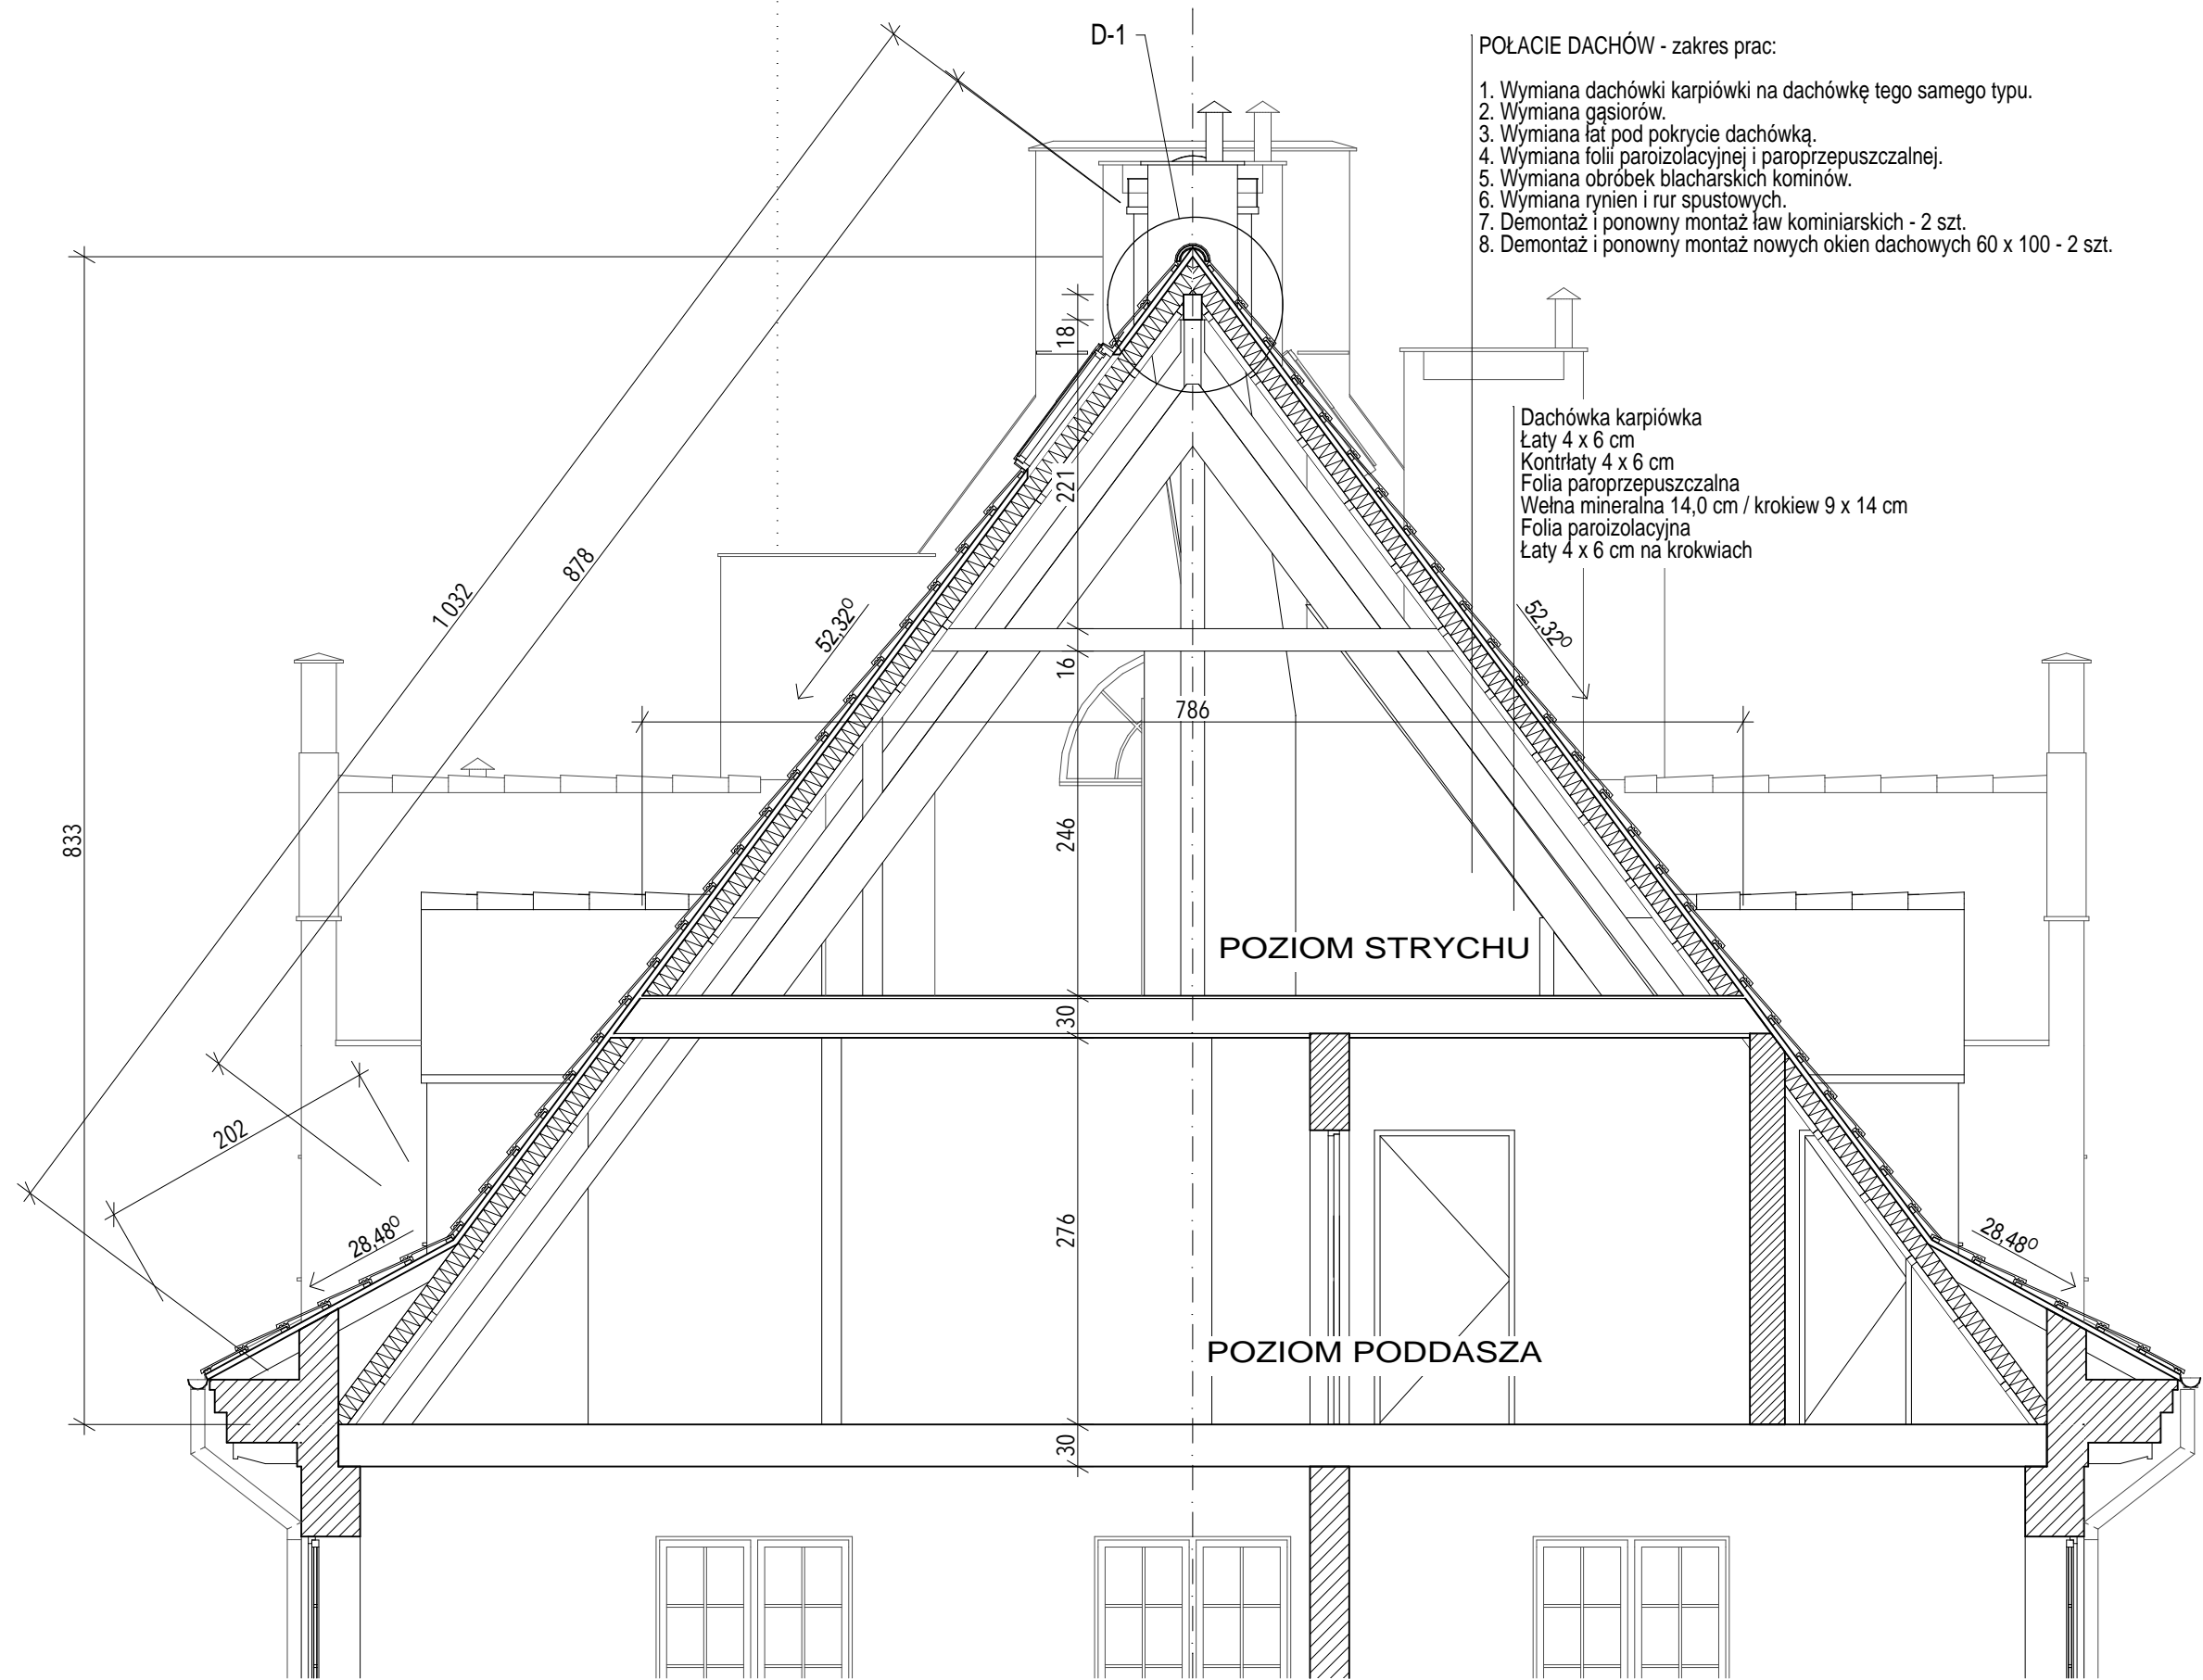 D-1
POŁACIE DACHÓW - zakres prac:
1. Wymiana dachówki karpiówki na dachówkę tego samego typu.
2. Wymiana gąsiorów.
3. Wymiana łat pod pokrycie dachówką.
4. Wymiana folii paroizolacyjnej i paroprzepuszczalnej.
5. Wymiana obróbek blacharskich kominów.
6. Wymiana rynien i rur spustowych.
7. Demontaż i ponowny montaż ław kominiarskich - 2 szt.
8. Demontaż i ponowny montaż nowych okien dachowych 60 x 100 - 2 szt.
18
Dachówka karpiówka
Łaty 4 x 6 cm
Kontrłaty 4 x 6 cm
Folia paroprzepuszczalna
Wełna mineralna 14,0 cm / krokiew 9 x 14 cm
Folia paroizolacyjna
Łaty 4 x 6 cm na krokwiach
221
878
1 032
52,32⁰
52,32⁰
16
786
833
246
POZIOM STRYCHU
30
202
276
28,48⁰
28,48⁰
POZIOM PODDASZA
30